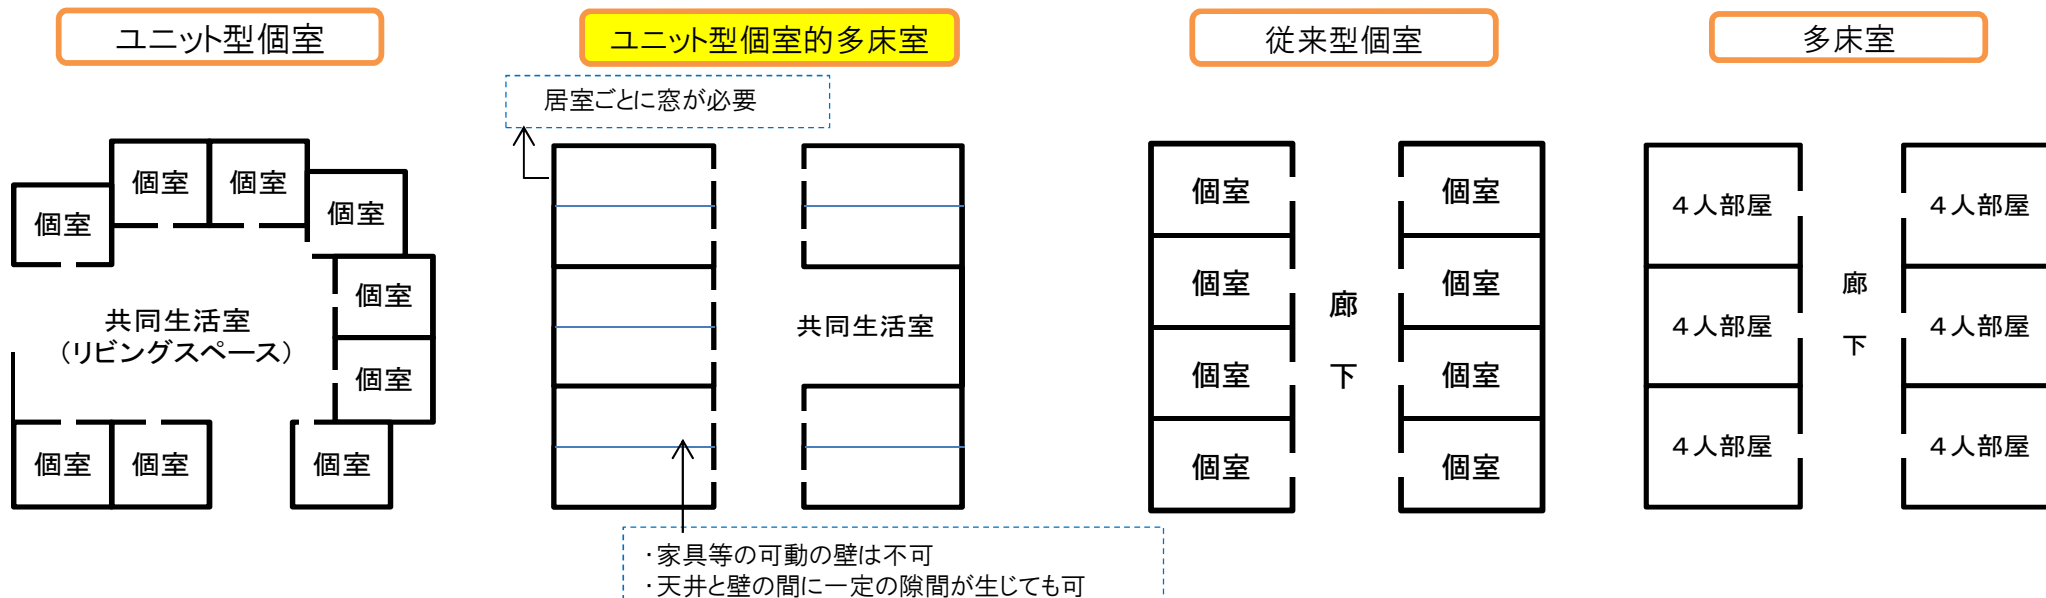 ユニット型個室
個室
個室
個室
個室
個室
個室
共同生活室
（リビングスペース）
個室
個室
個室
ユニット型個室的多床室
居室ごとに窓が必要
共同生活室
・家具等の可動の壁は不可
・天井と壁の間に一定の隙間が生じても可
従来型個室
個室
個室
個室
個室
廊
下
個室
個室
個室
個室
多床室
４人部屋
４人部屋
４人部屋
廊
下
４人部屋
４人部屋
４人部屋